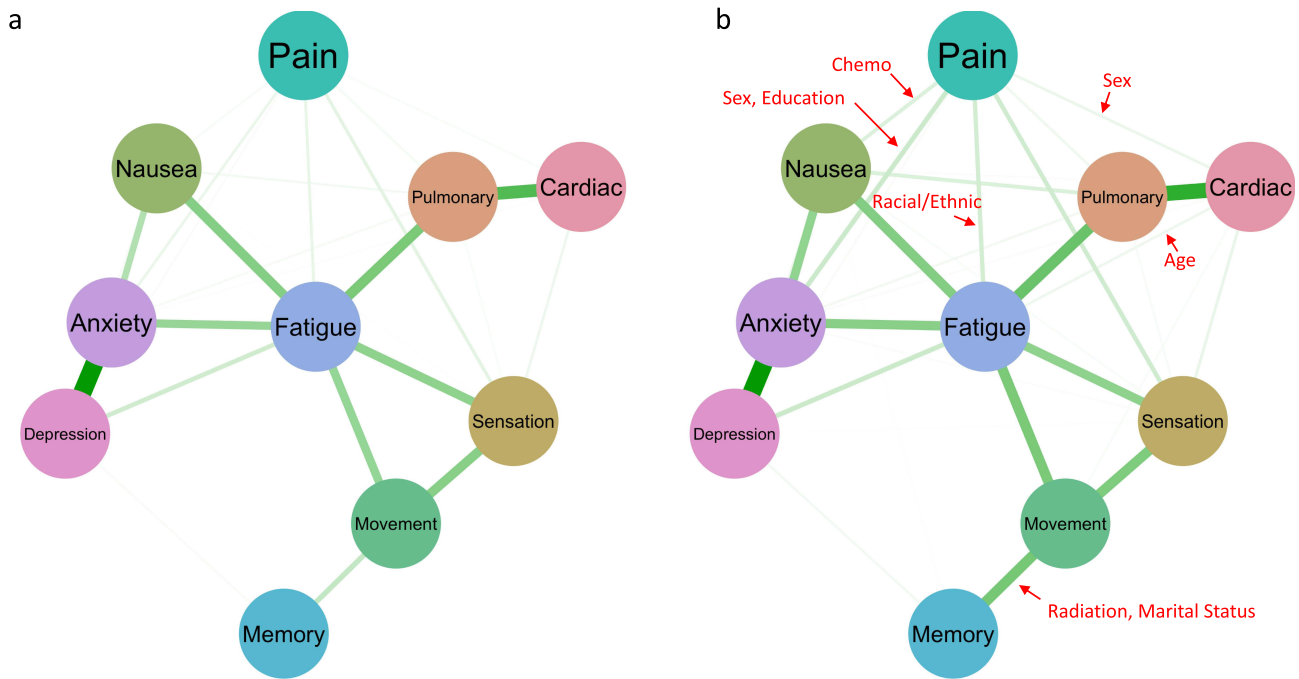 a
Pain
Nausea
Pulmonary
Cardiac
Anxiety
Fatigue
Depression
Sensation
Movement
Memory
b
Pain
Chemo
Sex
Sex, Education
Nausea
Pulmonary
Cardiac
Racial/Ethnic
Age
Anxiety
Fatigue
Depression
Sensation
Movement
Radiation, Marital Status
Memory